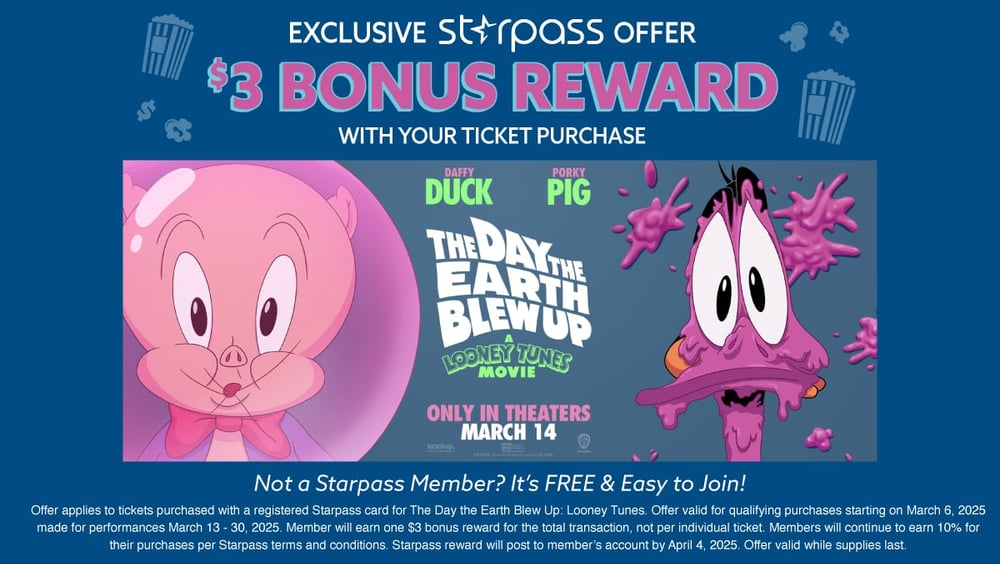 EXCLUSIVE starpass OFFER
$3 BONUS REWARD
WITH YOUR TICKET PURCHASE
DAFFY
DUCK
PORKY
PIG
THE DAY THE
EARTH
BLEW UP
A
LOONEY TUNES
MOVIE
ONLY IN THEATERS
MARCH 14
ketchup.
Not a Starpass Member? It's FREE & Easy to Join!
Offer applies to tickets purchased with a registered Starpass card for The Day the Earth Blew Up: Looney Tunes. Offer valid for qualifying purchases starting on March 6, 2025
made for performances March 13 - 30, 2025. Member will earn one $3 bonus reward for the total transaction, not per individual ticket. Members will continue to earn 10% for
their purchases per Starpass terms and conditions. Starpass reward will post to member's account by April 4, 2025. Offer valid while supplies last.